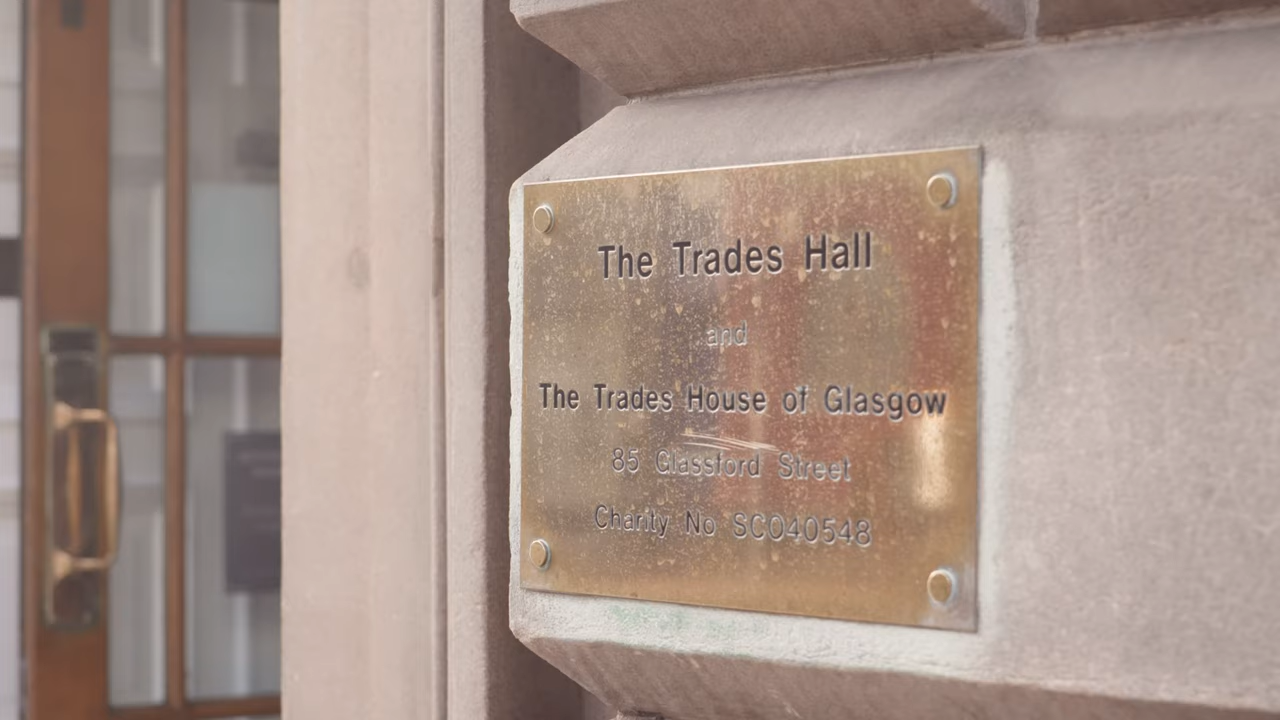 The Trades Hall
and
The Trades House of Glasgow
85 Glassford Street
Charity No SC040548